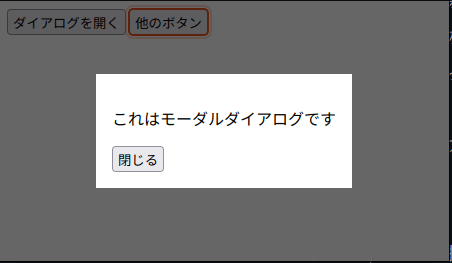 ダイアログを開く 他のボタン
これはモーダルダイアログです
閉じる